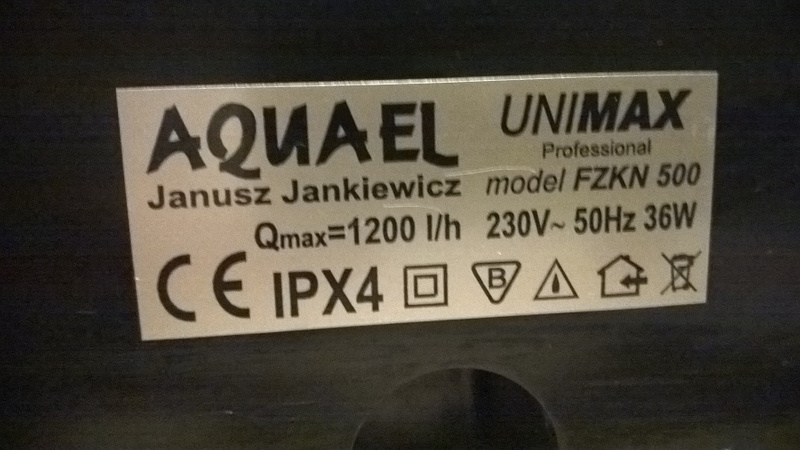 AQUAEL
Janusz Jankiewicz
UNIMAX
Professional
model FZKN 500
Qmax=1200 l/h 230V~ 50Hz 36W
CE IPX4 B